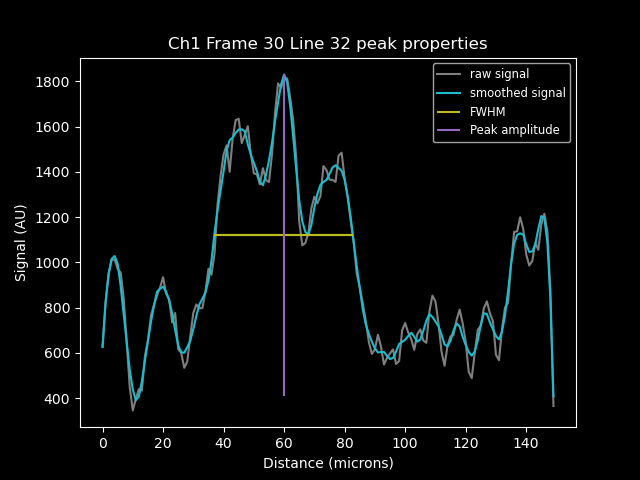 Ch1 Frame 30 Line 32 peak properties
raw signal
smoothed signal
FWHM
Peak amplitude
Signal (AU)
1800
1600
1400
1200
1000
800
600
400
0 20 40 60 80 100 120 140
Distance (microns)